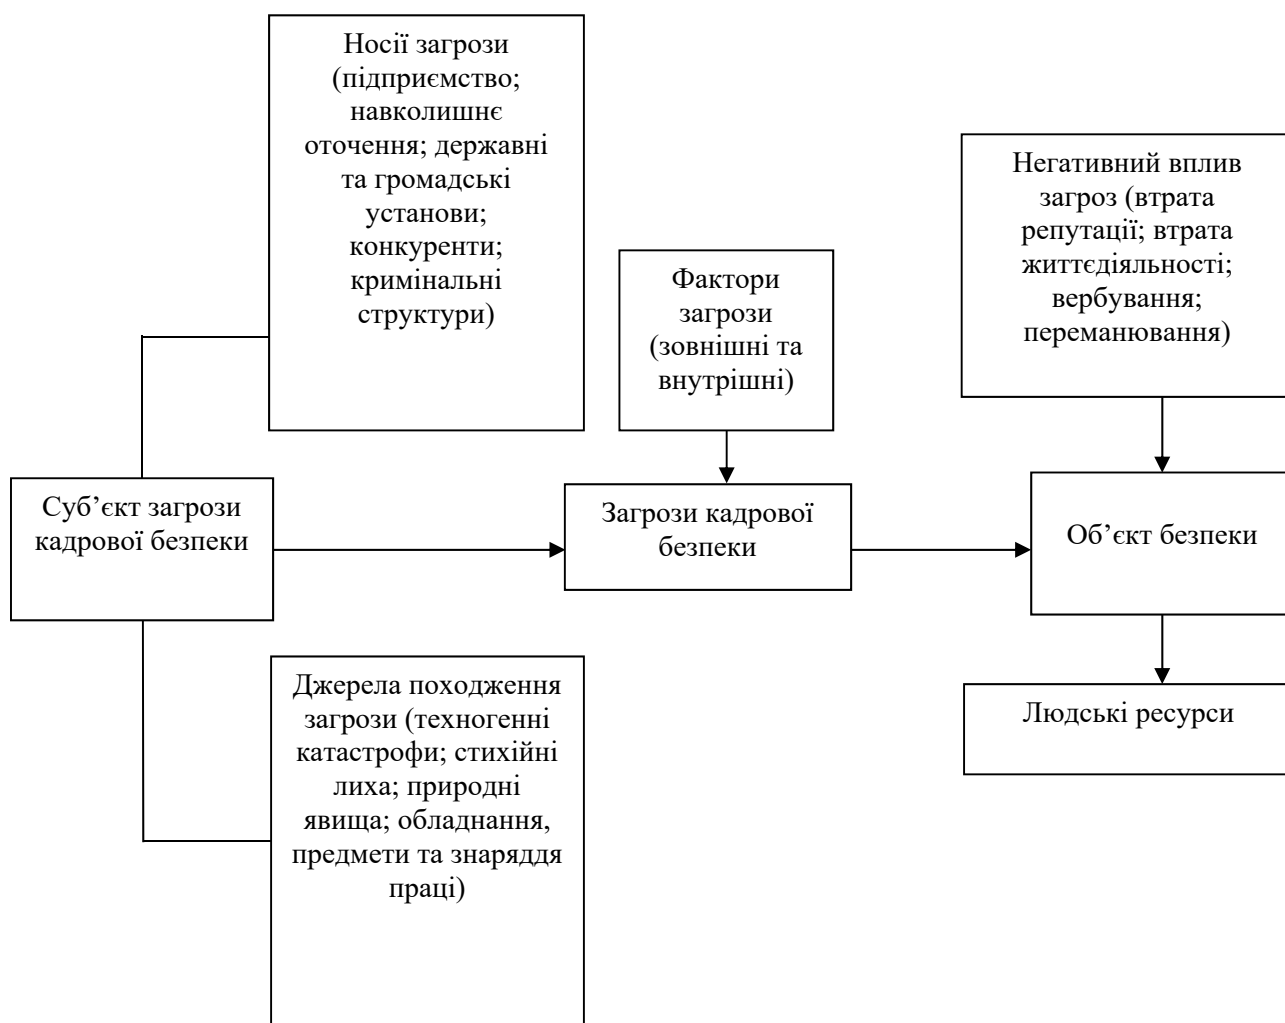 Носії загрози
(підприємство;
навколишнє
оточення; державні
та громадські
установи;
конкуренти;
кримінальні
структури)
Негативний вплив
загроз (втрата
репутації; втрата
життєдіяльності;
вербування;
переманювання)
Фактори
загрози
(зовнішні та
внутрішні)
Суб’єкт загрози
кадрової безпеки
Загрози кадрової
безпеки
Об’єкт безпеки
Джерела походження
загрози (техногенні
катастрофи; стихійні
лиха; природні
явища; обладнання,
предмети та знаряддя
праці)
Людські ресурси